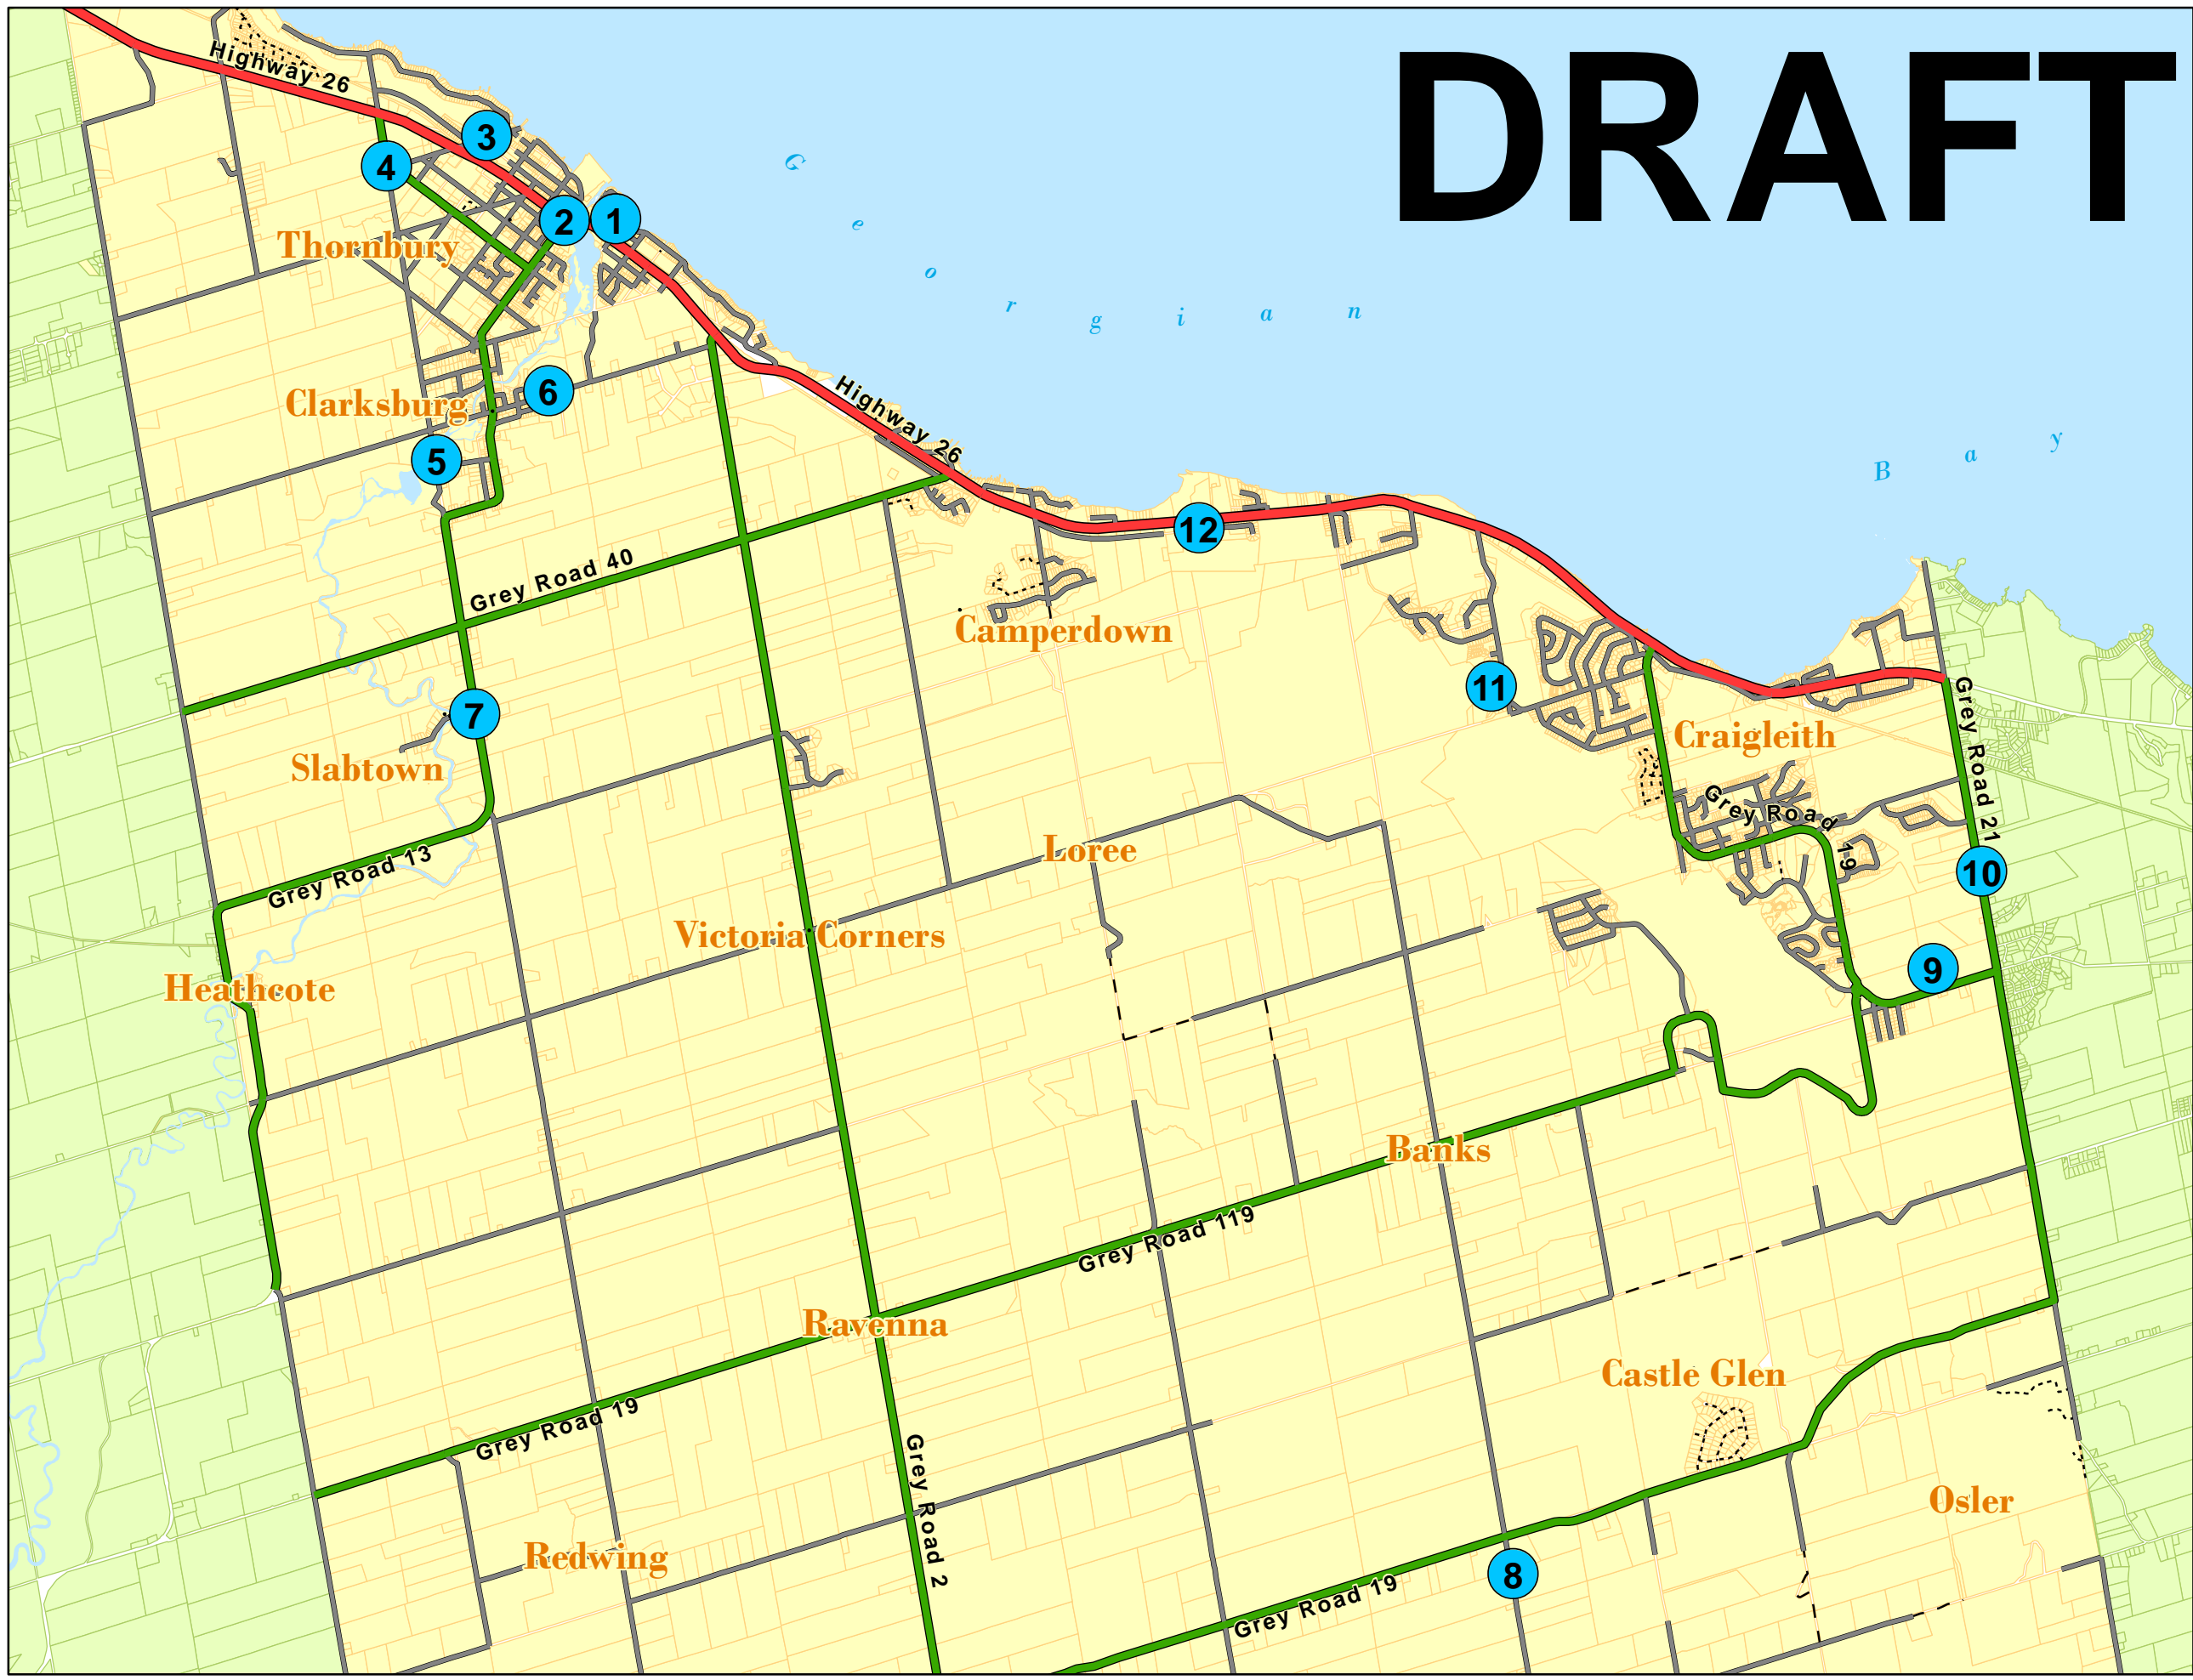 DRAFT
Highway 26
3
4
Georgian Bay
2
1
Thornbury
Highway 26
6
Clarksburg
5
12
Grey Road 40
Camperdown
11
7
Grey Road 21
Craigleith
Slabtown
Grey Road 19
Loree
Grey Road 13
10
Victoria Corners
9
Heathcote
Banks
Grey Road 119
Ravenna
Castle Glen
Grey Road 19
Grey Road 2
Osler
Redwing
8
Grey Road 19